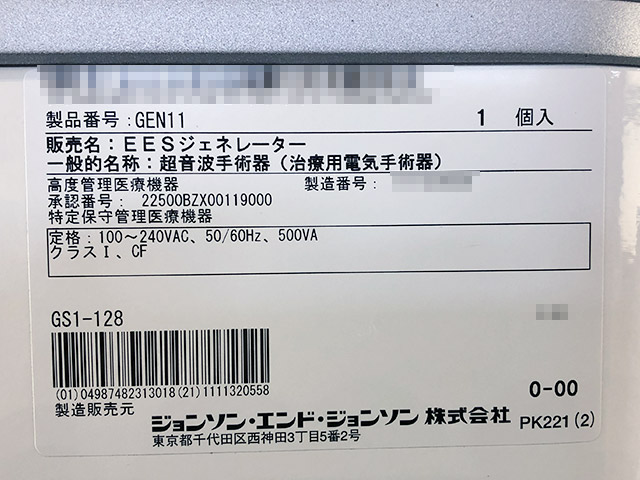 製品番号:GEN11 1 個入
販売名:EESジェネレーター
一般的名称:超音波手術器(治療用電気手術器)
高度管理医療機器 製造番号:
承認番号: 22500BZX00119000
特定保守管理医療機器
定格:100～240VAC、50/60Hz、500VA
クラスⅠ、CF
GS1-128
(01)04987482313018(21)1111320558
0-00
製造販売元
ジョンソン・エンド・ジョンソン 株式会社 PK221(2)
東京都千代田区西神田3丁目5番2号